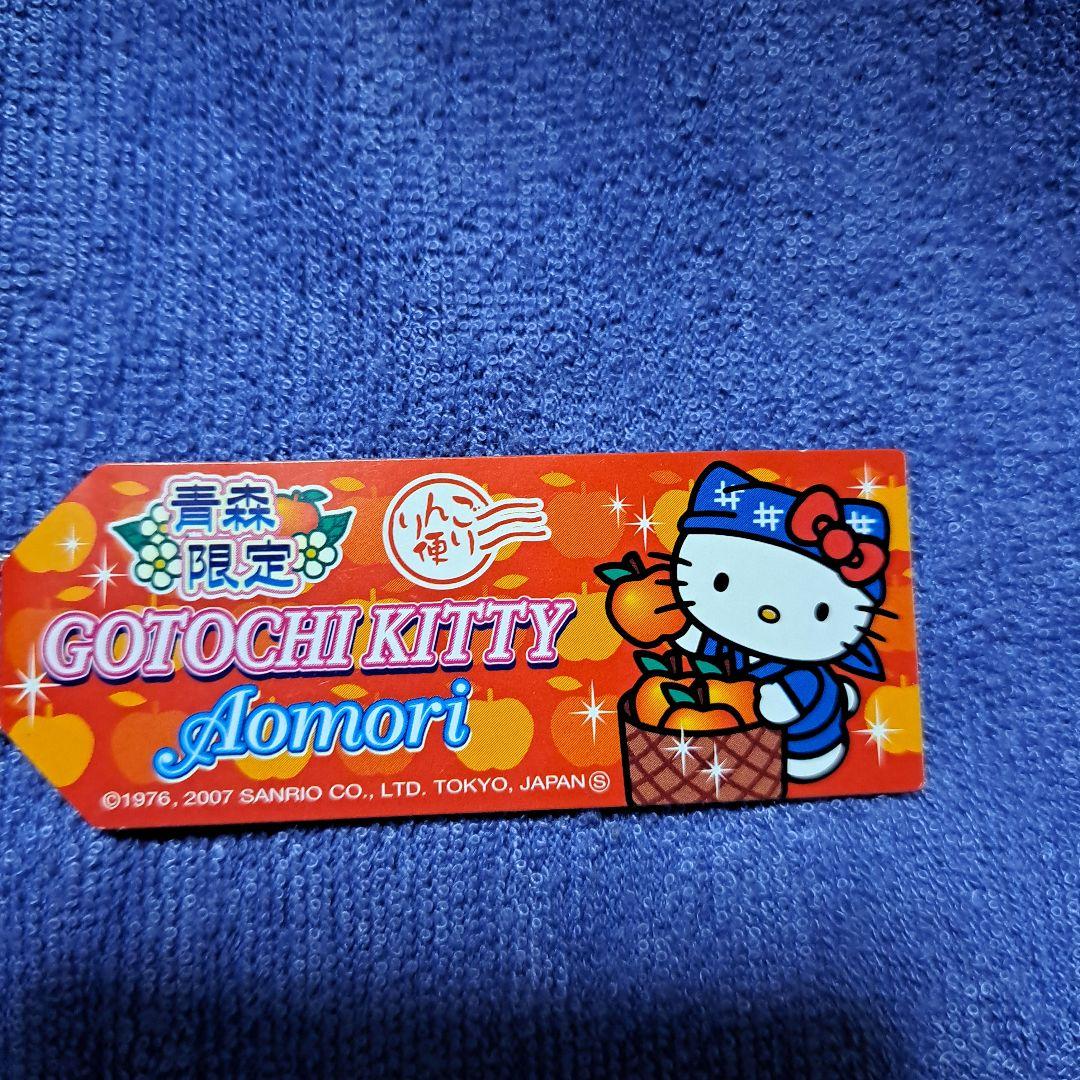 青森
限定
りんご便り
GOTOCHI KITTY
Aomori
©1976, 2007 SANRIO CO., LTD. TOKYO, JAPAN Ⓢ